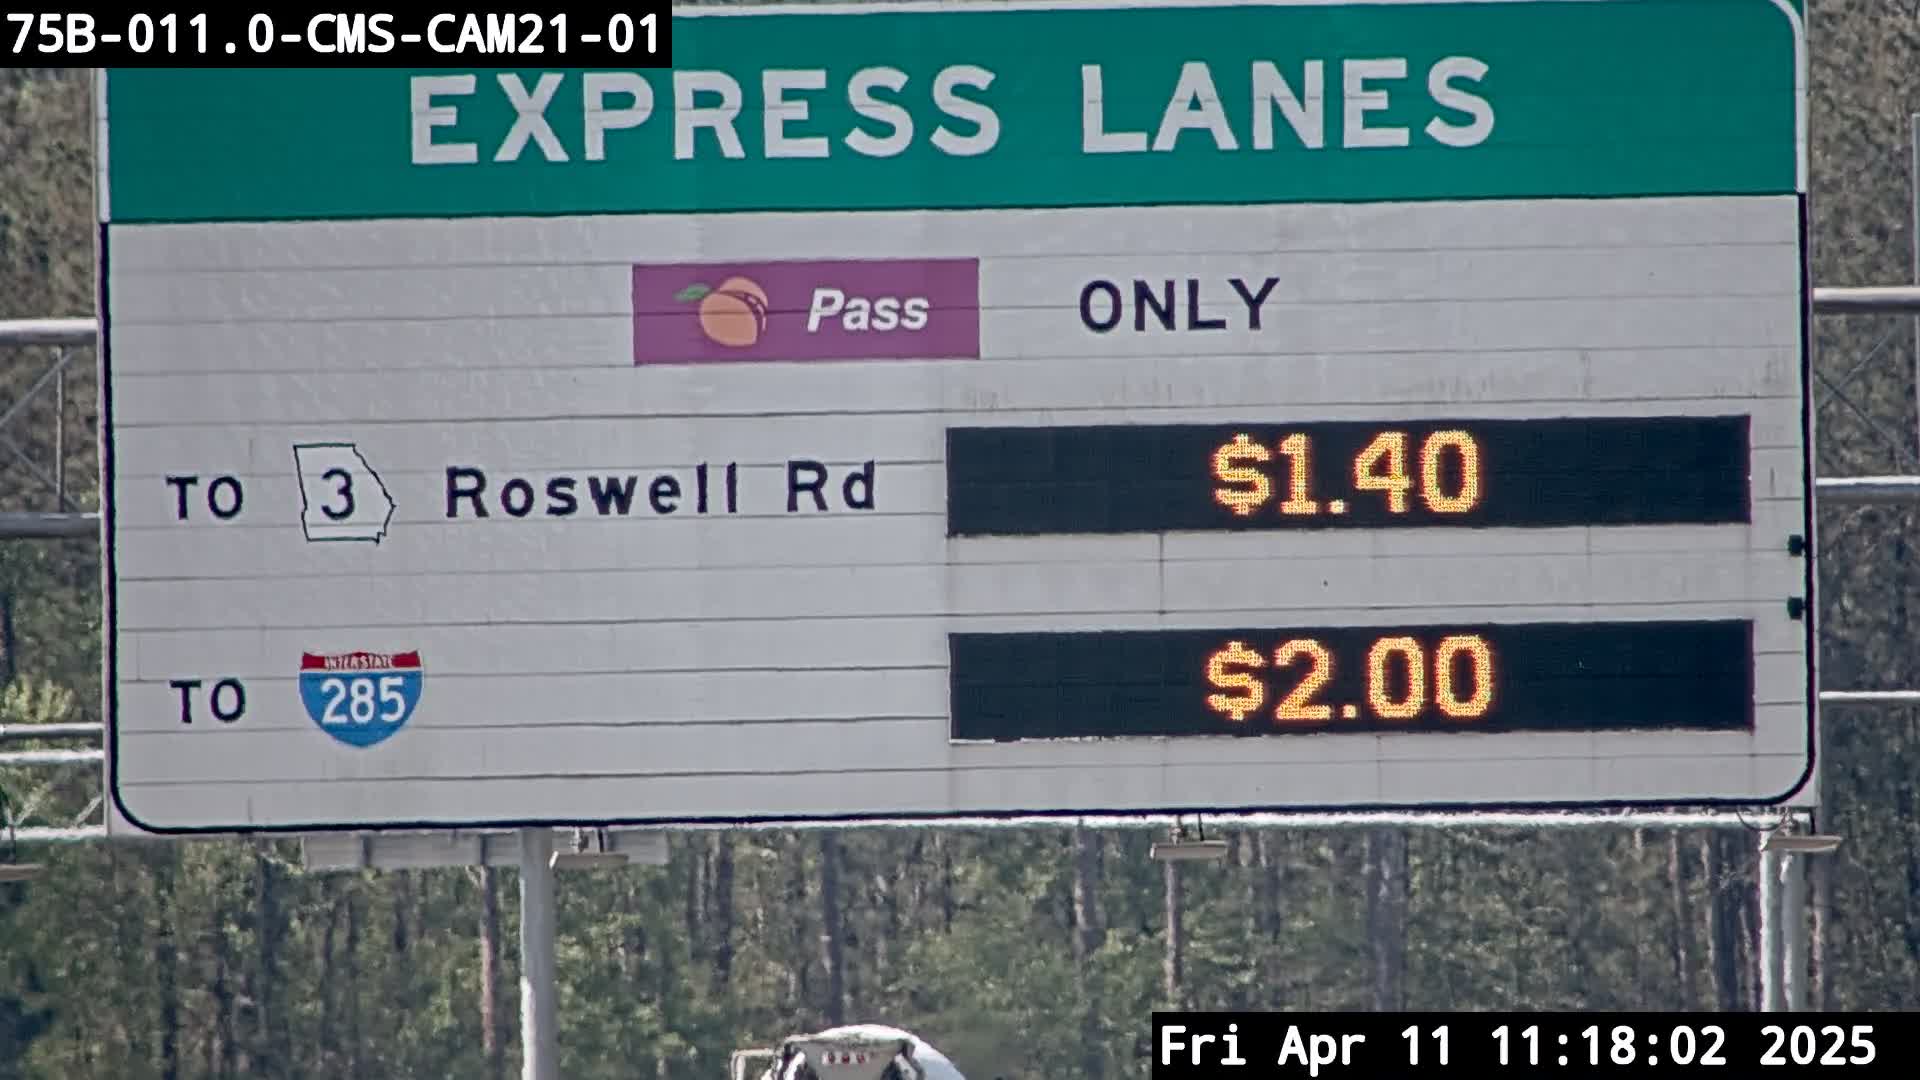 75B-011.0-CMS-CAM21-01
EXPRESS LANES
Pass ONLY
TO 3 Roswell Rd $1.40
TO INTERSTATE 285 $2.00
Fri Apr 11 11:18:02 2025